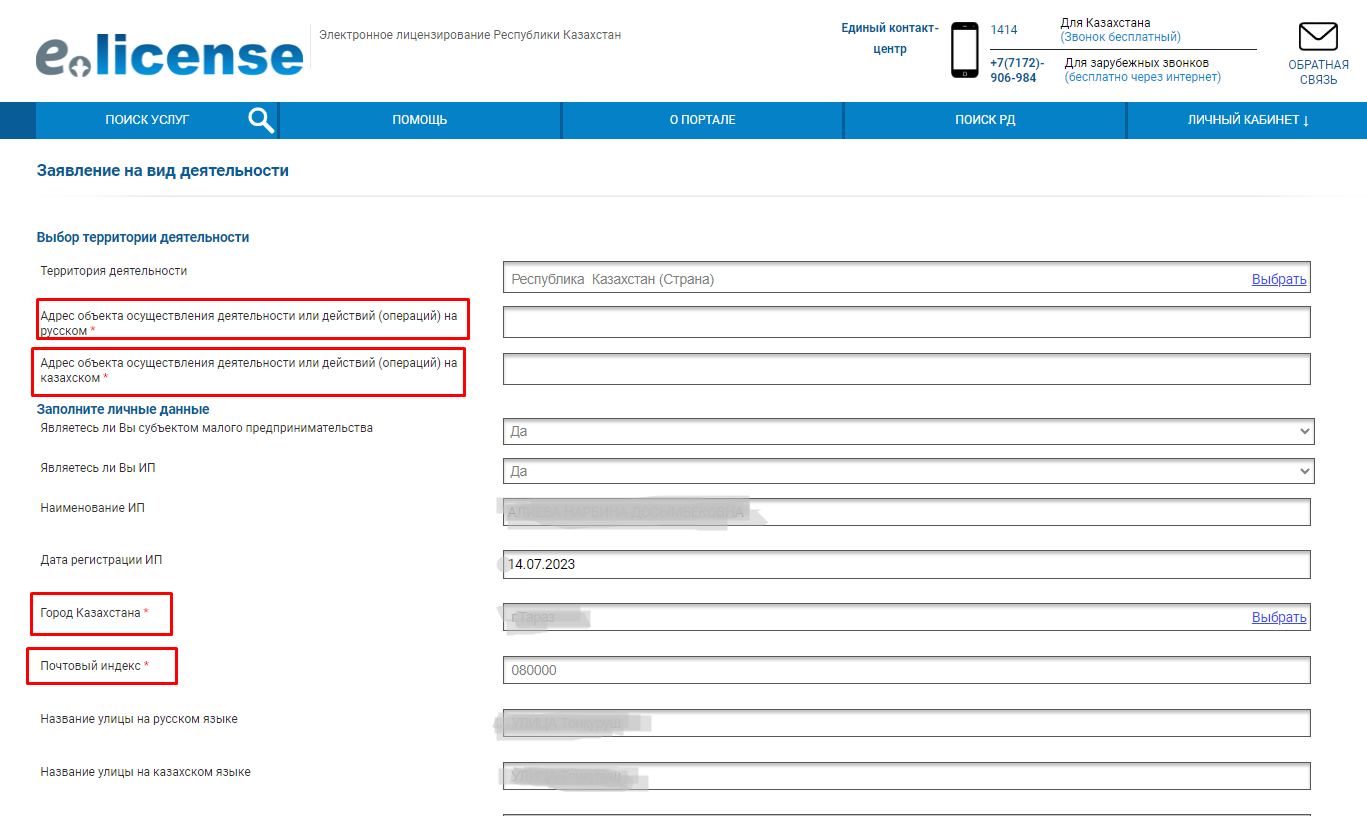 e.license
Электронное лицензирование Республики Казахстан
Единый контакт-
центр
1414
Для Казахстана
(Звонок бесплатный)
+7(7172)-
906-984
Для зарубежных звонков
(бесплатно через интернет)
ОБРАТНАЯ
СВЯЗЬ
ПОИСК УСЛУГ
ПОМОЩЬ
О ПОРТАЛЕ
ПОИСК РД
ЛИЧНЫЙ КАБИНЕТ ↓
Заявление на вид деятельности
Выбор территории деятельности
Территория деятельности
Республика Казахстан (Страна)
Выбрать
Адрес объекта осуществления деятельности или действий (операций) на
русском *
Адрес объекта осуществления деятельности или действий (операций) на
казахском *
Заполните личные данные
Являетесь ли Вы субъектом малого предпринимательства
Да
Являетесь ли Вы ИП
Да
Наименование ИП
Дата регистрации ИП
14.07.2023
Город Казахстана *
Выбрать
Почтовый индекс *
080000
Название улицы на русском языке
Название улицы на казахском языке